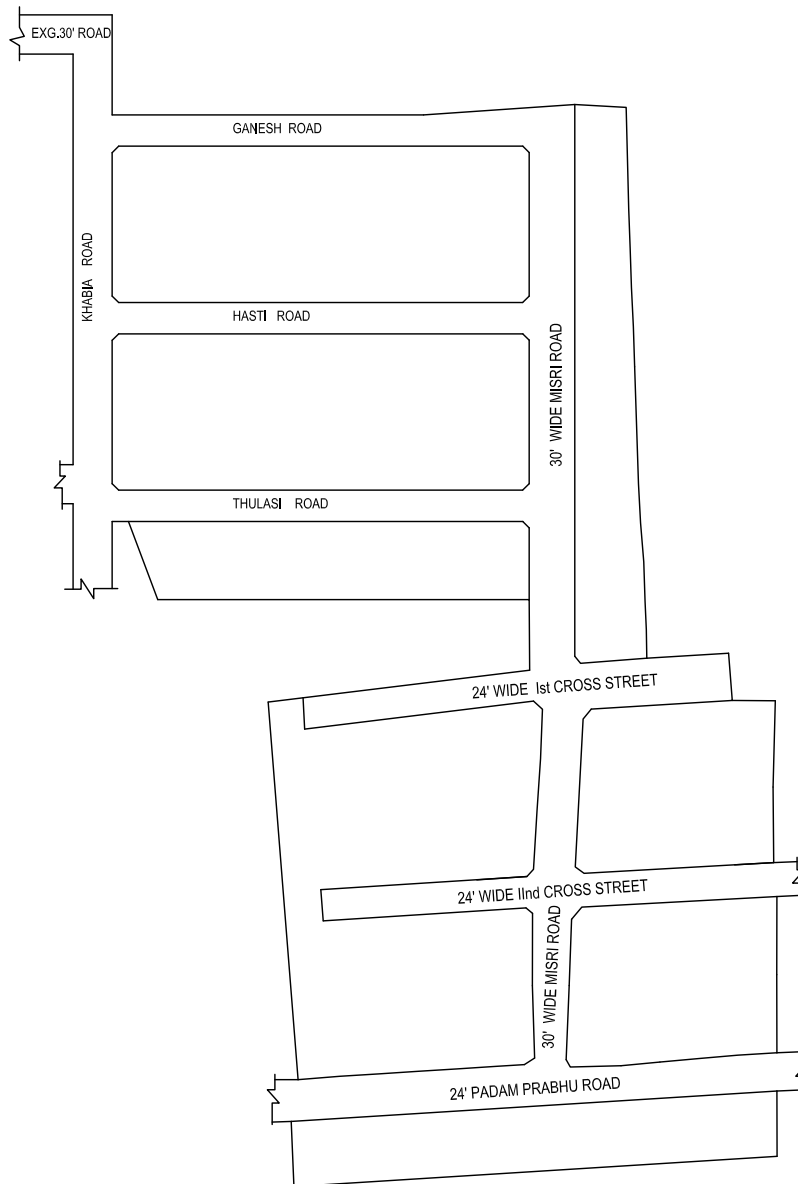 EXG.30' ROAD
GANESH ROAD
KHABIA ROAD
HASTI ROAD
30' WIDE MISRI ROAD
THULASI ROAD
24' WIDE Ist CROSS STREET
24' WIDE IInd CROSS STREET
30' WIDE MISRI ROAD
24' PADAM PRABHU ROAD